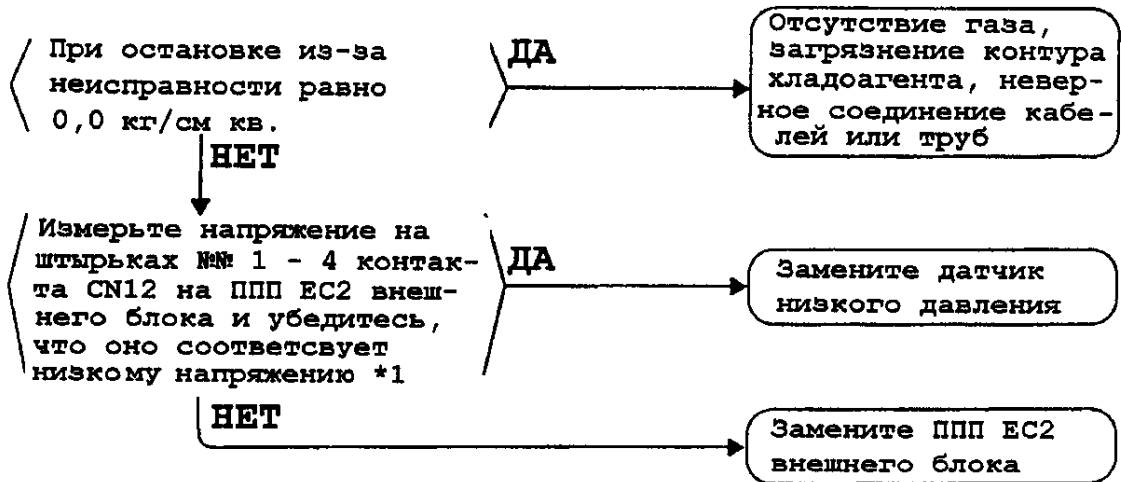 При остановке из-за
неисправности равно
0,0 кг/см кв.
ДА
Отсутствие газа,
загрязнение контура
хладоагента, невер-
ное соединение кабе-
лей или труб
НЕТ
Измерьте напряжение на
штырьках №№ 1 - 4 контак-
та CN12 на ППП EC2 внеш-
него блока и убедитесь,
что оно соответсвует
низкому напряжению *1
ДА
Замените датчик
низкого давления
НЕТ
Замените ППП EC2
внешнего блока